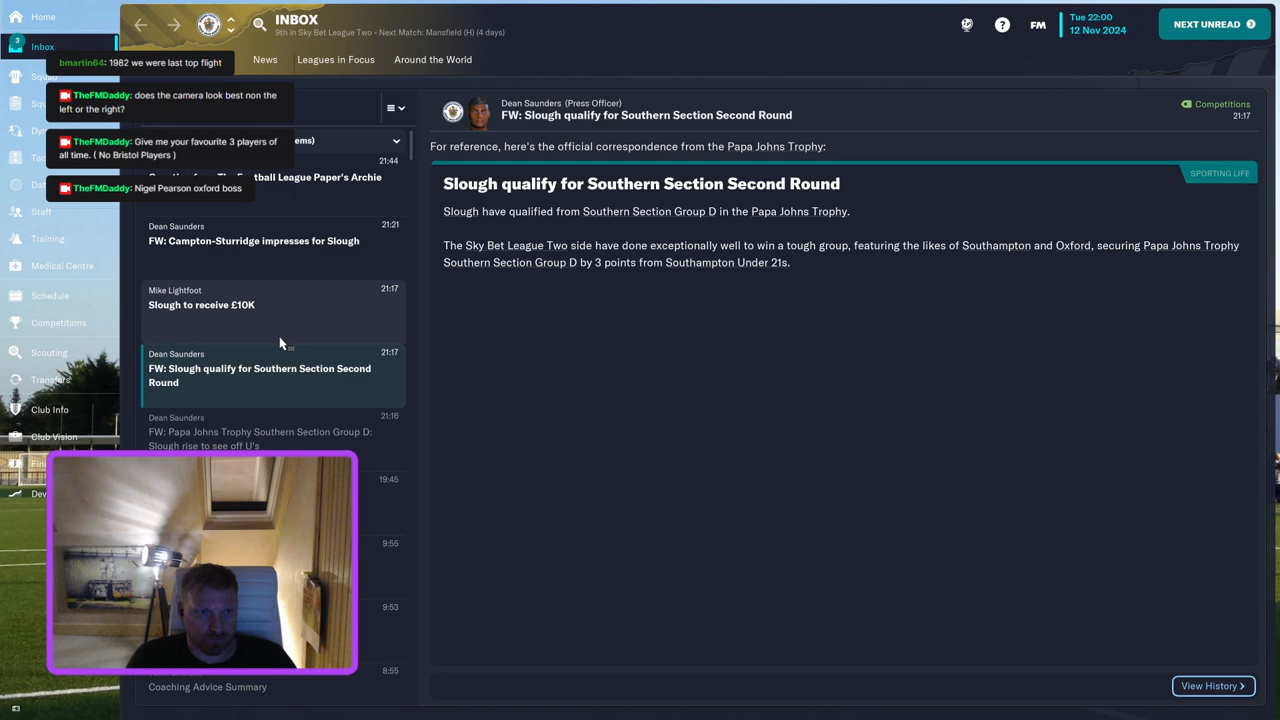 Home
INBOX
9th in Sky Bet League Two - Next Match: Mansfield (H) (4 days)
FM
Tue 22:00
12 Nov 2024
NEXT UNREAD
3
Inbox
News
Leagues in Focus
Around the World
bmartin64: 1982 we were last top flight
TheFMDaddy: does the camera look best non the
left or the right?
TheFMDaddy: Give me your favourite 3 players of
all time. ( No Bristol Players )
TheFMDaddy: Nigel Pearson oxford boss
Staff
Training
Medical Centre
Schedule
Competitions
Scouting
Transfers
Club Info
Club Vision
ems)
21:44
otball League Paper's Archie
Dean Saunders
21:21
FW: Campton-Sturridge impresses for Slough
Mike Lightfoot
21:17
Slough to receive £10K
Dean Saunders
21:17
FW: Slough qualify for Southern Section Second
Round
Dean Saunders
21:16
FW: Papa Johns Trophy Southern Section Group D:
Slough rise to see off U's
19:45
9:55
9:53
8:55
Coaching Advice Summary
Dean Saunders (Press Officer)
FW: Slough qualify for Southern Section Second Round
Competitions
21:17
For reference, here's the official correspondence from the Papa Johns Trophy:
SPORTING LIFE
Slough qualify for Southern Section Second Round
Slough have qualified from Southern Section Group D in the Papa Johns Trophy.
The Sky Bet League Two side have done exceptionally well to win a tough group, featuring the likes of Southampton and Oxford, securing Papa Johns Trophy
Southern Section Group D by 3 points from Southampton Under 21s.
View History